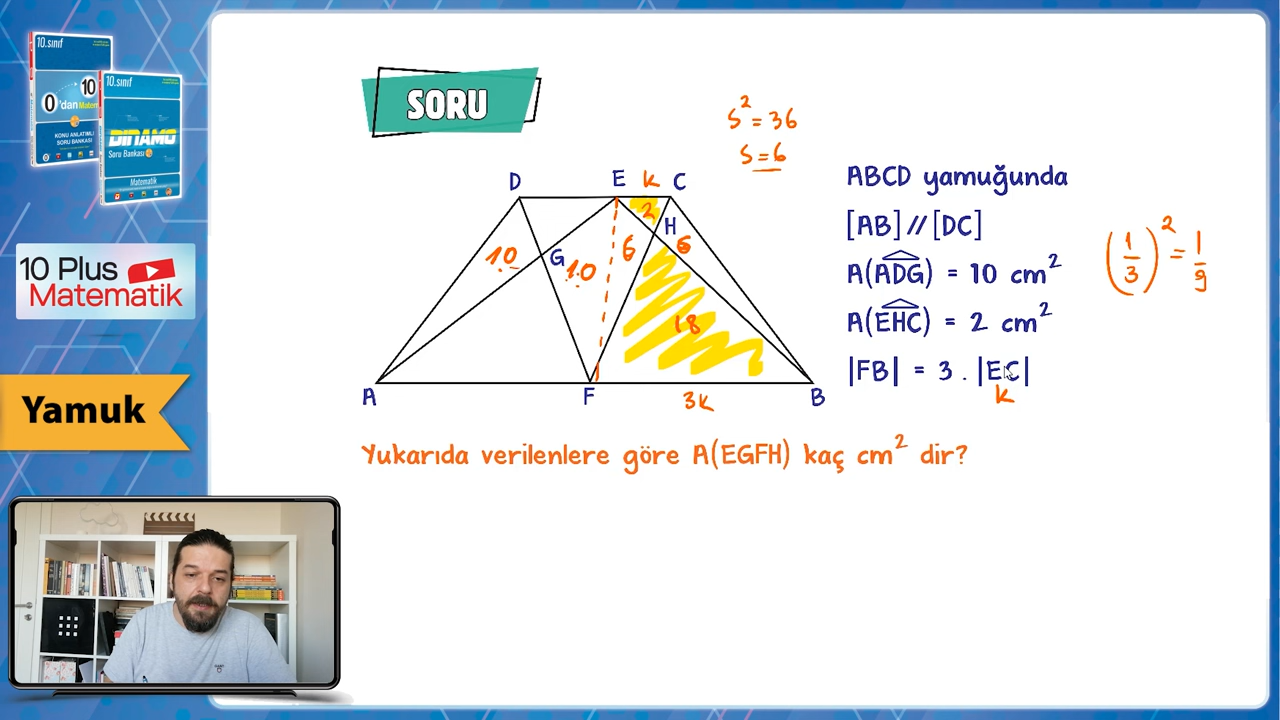 10.sınıf
0'dan 10
Matem
KONU ANLATIMLI
SORU BANKASI
10.sınıf
DİNAMO
Soru Bankası
Matematik
10 Plus
Matematik
Yamuk
SORU
S² = 36
S = 6
D E k C
2
H
10 G 10 6 6
18
A F 3k B
ABCD yamuğunda
[AB] // [DC]
A(ADG) = 10 cm²
A(EHC) = 2 cm²
|FB| = 3 . |EC|
k
(1/3)² = 1/9
Yukarıda verilenlere göre A(EGFH) kaç cm² dir?